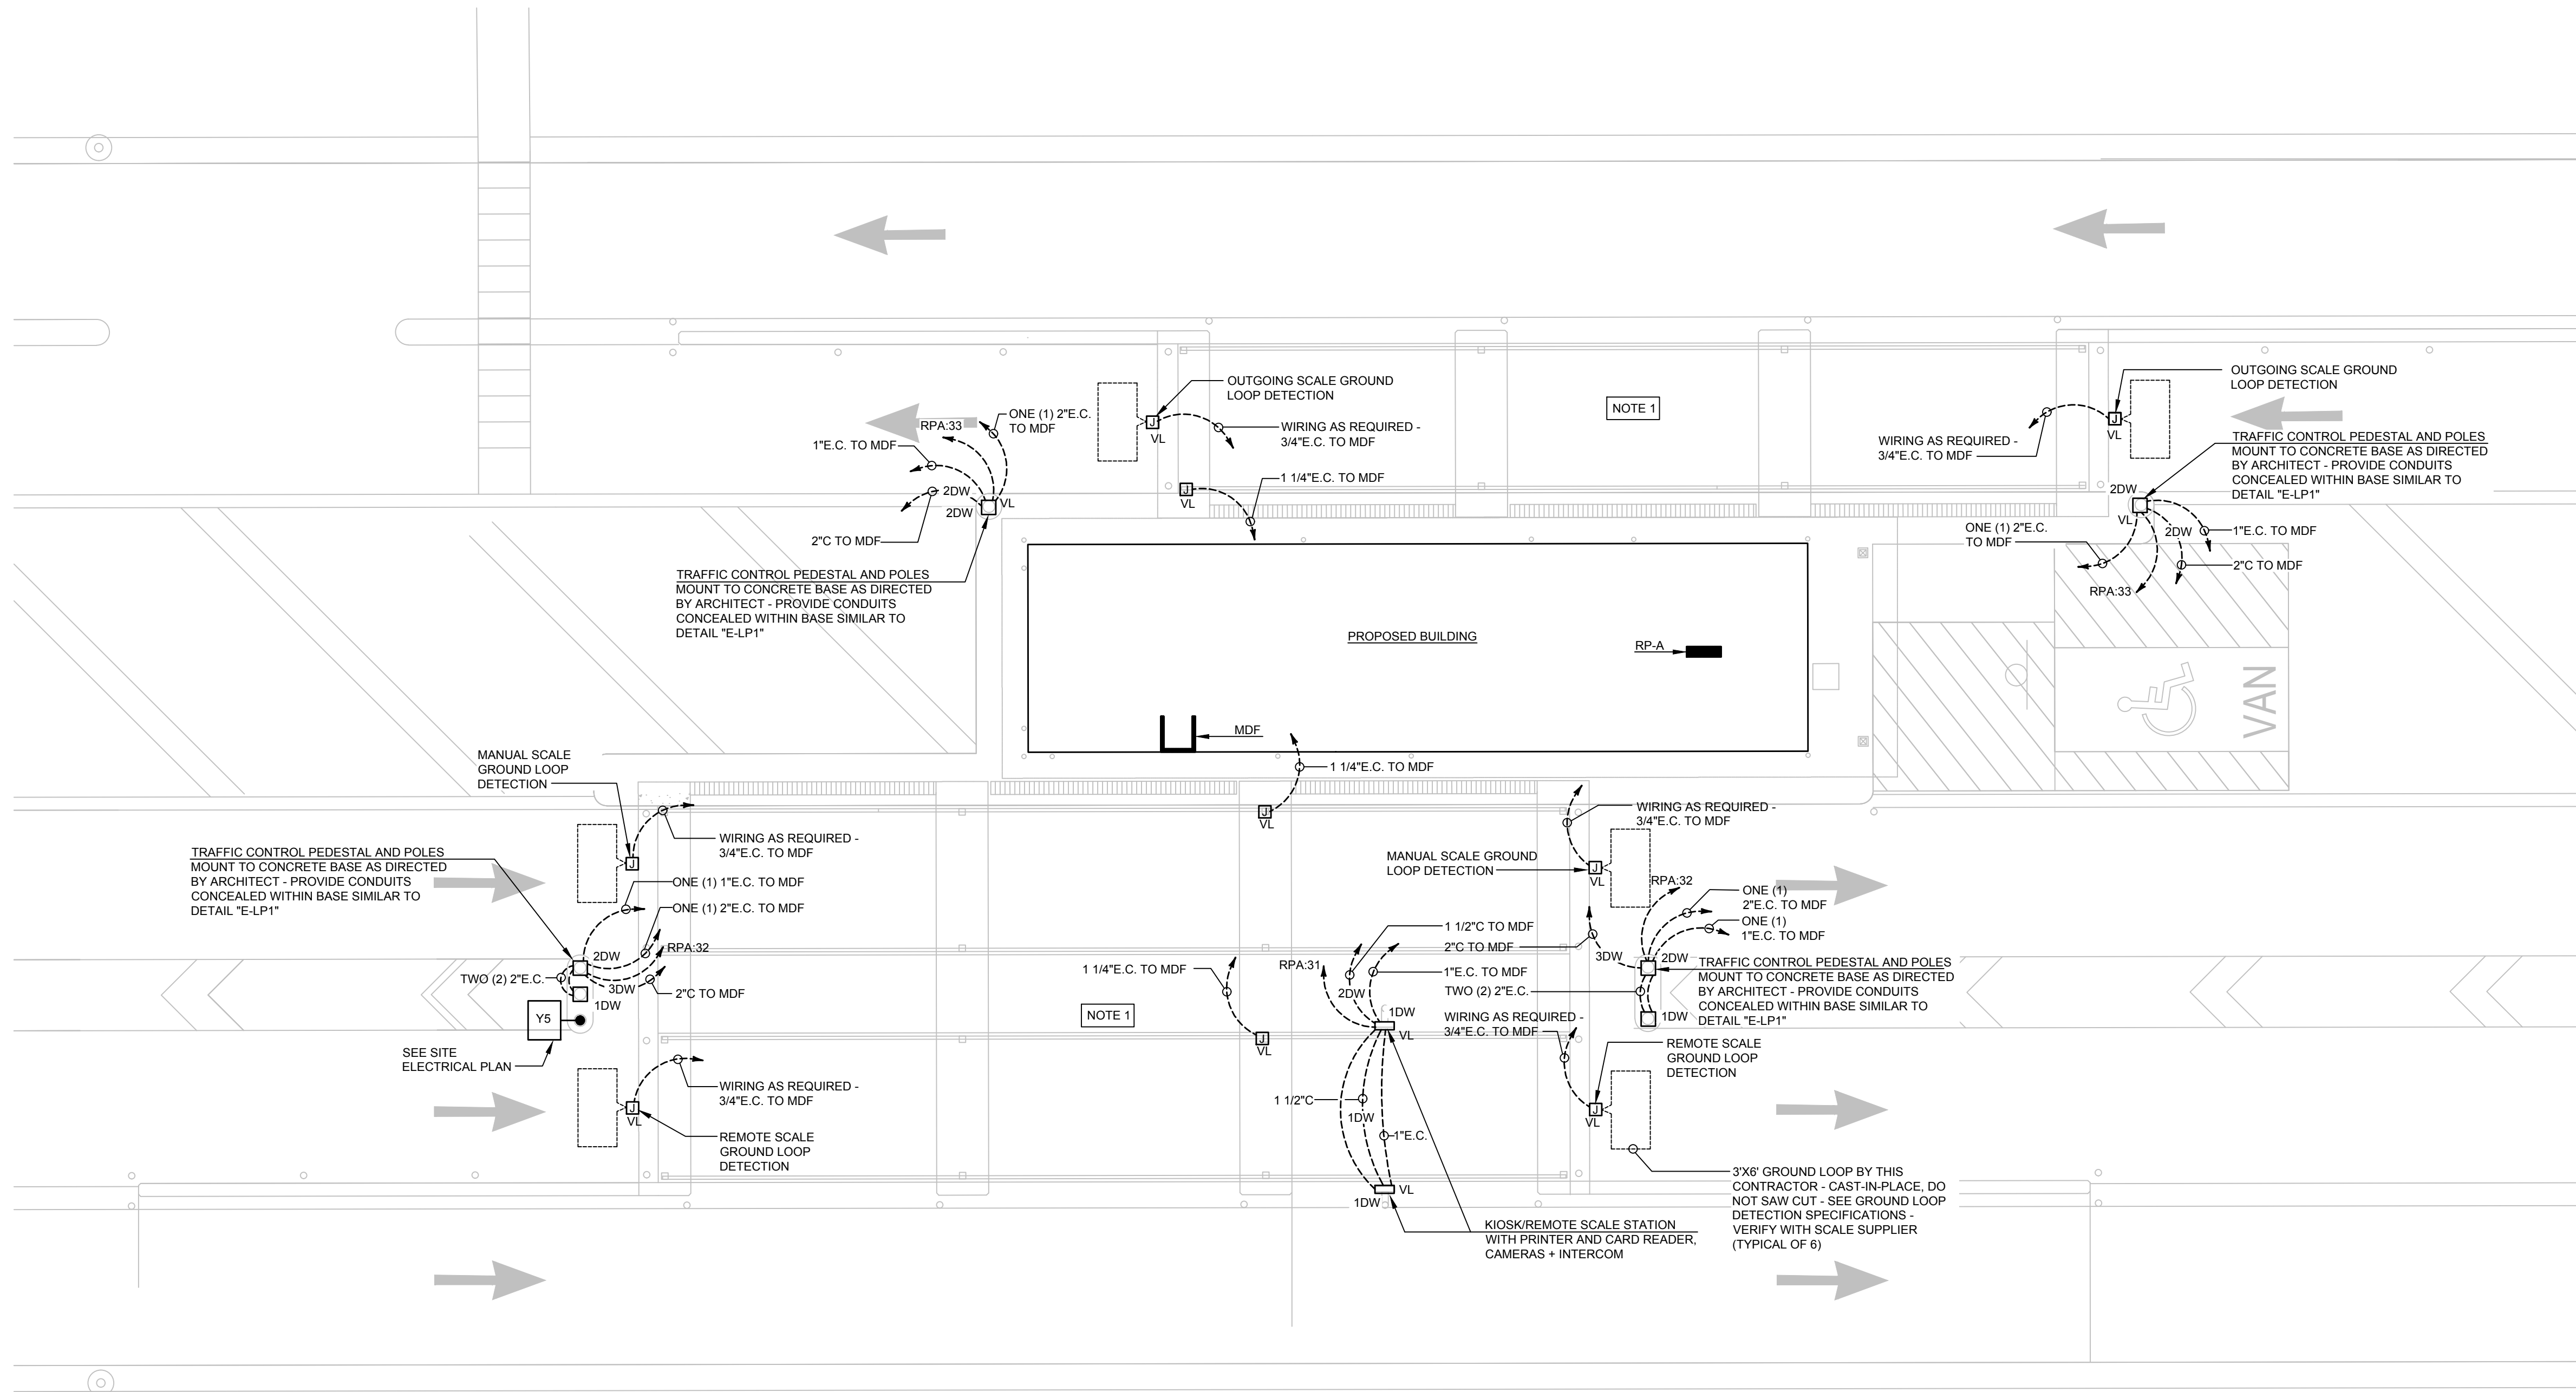 OUTGOING SCALE GROUND
LOOP DETECTION
OUTGOING SCALE GROUND
LOOP DETECTION
NOTE 1
ONE (1) 2"E.C.
TO MDF
RPA:33
1"E.C. TO MDF
J
VL
WIRING AS REQUIRED -
3/4"E.C. TO MDF
WIRING AS REQUIRED -
3/4"E.C. TO MDF
J
VL
TRAFFIC CONTROL PEDESTAL AND POLES
MOUNT TO CONCRETE BASE AS DIRECTED
BY ARCHITECT - PROVIDE CONDUITS
CONCEALED WITHIN BASE SIMILAR TO
DETAIL "E-LP1"
1 1/4"E.C. TO MDF
J
VL
2DW
2DW
VL
2"C TO MDF
2DW
VL
2DW
ONE (1) 2"E.C.
TO MDF
1"E.C. TO MDF
2"C TO MDF
RPA:33
TRAFFIC CONTROL PEDESTAL AND POLES
MOUNT TO CONCRETE BASE AS DIRECTED
BY ARCHITECT - PROVIDE CONDUITS
CONCEALED WITHIN BASE SIMILAR TO
DETAIL "E-LP1"
PROPOSED BUILDING
RP-A
VAN
MDF
MANUAL SCALE
GROUND LOOP
DETECTION
1 1/4"E.C. TO MDF
J
VL
WIRING AS REQUIRED -
3/4"E.C. TO MDF
J
WIRING AS REQUIRED -
3/4"E.C. TO MDF
TRAFFIC CONTROL PEDESTAL AND POLES
MOUNT TO CONCRETE BASE AS DIRECTED
BY ARCHITECT - PROVIDE CONDUITS
CONCEALED WITHIN BASE SIMILAR TO
DETAIL "E-LP1"
MANUAL SCALE GROUND
LOOP DETECTION
J
VL
ONE (1) 1"E.C. TO MDF
ONE (1) 2"E.C. TO MDF
RPA:32
2DW
TWO (2) 2"E.C.
3DW
2"C TO MDF
1DW
Y5
SEE SITE
ELECTRICAL PLAN
RPA:32
ONE (1)
2"E.C. TO MDF
ONE (1)
1"E.C. TO MDF
1 1/2"C TO MDF
2"C TO MDF
3DW
2DW
1"E.C. TO MDF
TWO (2) 2"E.C.
1DW
TRAFFIC CONTROL PEDESTAL AND POLES
MOUNT TO CONCRETE BASE AS DIRECTED
BY ARCHITECT - PROVIDE CONDUITS
CONCEALED WITHIN BASE SIMILAR TO
DETAIL "E-LP1"
1 1/4"E.C. TO MDF
RPA:31
2DW
1DW
VL
NOTE 1
J
VL
WIRING AS REQUIRED -
3/4"E.C. TO MDF
REMOTE SCALE
GROUND LOOP
DETECTION
WIRING AS REQUIRED -
3/4"E.C. TO MDF
J
VL
REMOTE SCALE
GROUND LOOP
DETECTION
1 1/2"C
1DW
1"E.C.
J
VL
VL
1DW
KIOSK/REMOTE SCALE STATION
WITH PRINTER AND CARD READER,
CAMERAS + INTERCOM
3'X6' GROUND LOOP BY THIS
CONTRACTOR - CAST-IN-PLACE, DO
NOT SAW CUT - SEE GROUND LOOP
DETECTION SPECIFICATIONS -
VERIFY WITH SCALE SUPPLIER
(TYPICAL OF 6)